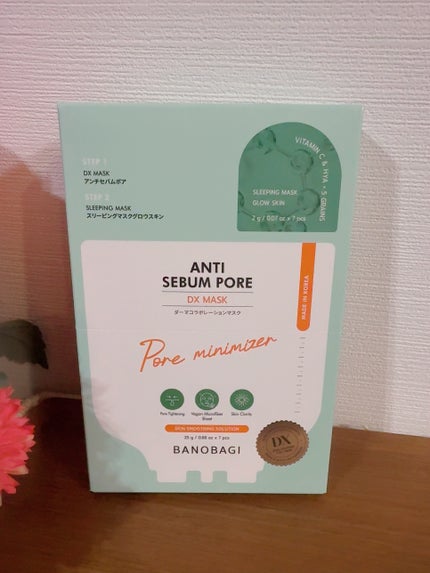 STEP 1
DX MASK
アンチセバムポア
STEP 2
SLEEPING MASK
スリーピングマスクグロウスキン
VITAMIN C & HYA + 5 GRAINS
SLEEPING MASK
GLOW SKIN
2 g / 0.07 oz x 7 pcs
MADE IN KOREA
ANTI
SEBUM PORE
DX MASK
ダーマコラボレーションマスク
Pore minimizer
Pore Tightening
Vegan Microfiber
Sheet
Skin Clarity
SKIN SMOOTHING SOLUTION
25 g / 0.88 oz x 7 pcs
BANOBAGI
DX